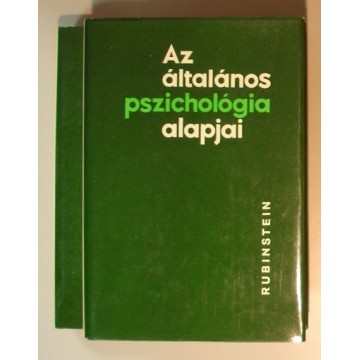 Az
általános
pszichológia
alapjai
RUBINSTEIN